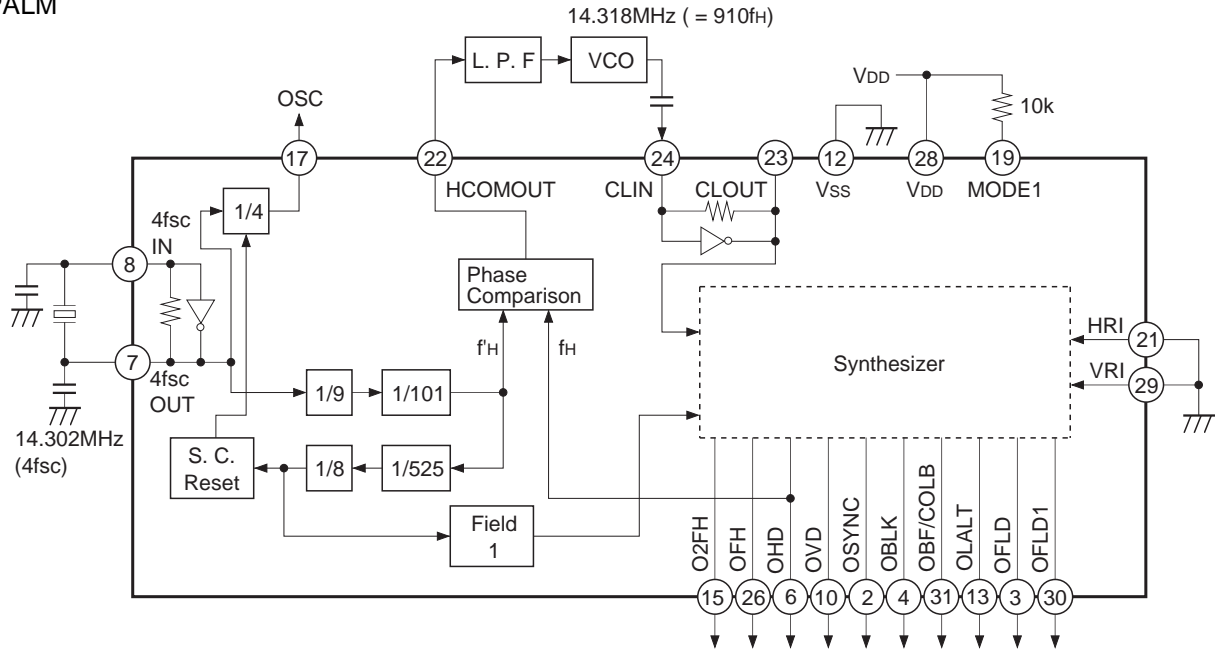 PALM
14.318MHz ( = 910fH)
L. P. F
VCO
VDD
10k
OSC
17
22
24
23
12
28
19
HCOMOUT
CLIN
CLOUT
VSS
VDD
MODE1
1/4
4fsc
IN
8
Phase
Comparison
HRI
21
Synthesizer
VRI
29
7
4fsc
OUT
f'H
fH
1/9
1/101
14.302MHz
(4fsc)
S. C.
Reset
1/8
1/525
Field
1
O2FH
OFH
OHD
OVD
OSYNC
OBLK
OBF/COLB
OLALT
OFLD
OFLD1
15
26
6
10
2
4
31
13
3
30